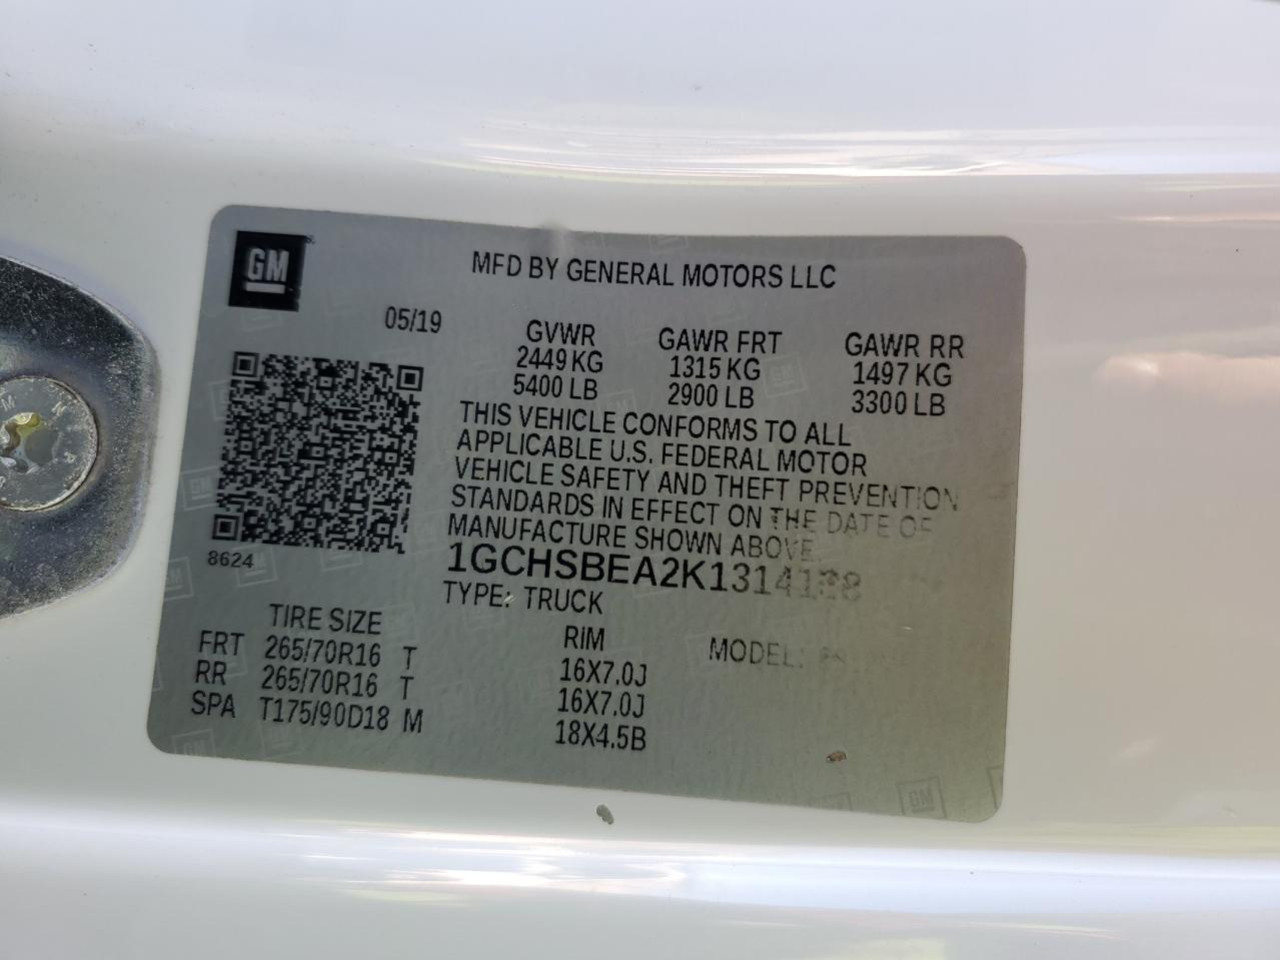 GM
MFD BY GENERAL MOTORS LLC
05/19
GVWR GAWR FRT GAWR RR
2449 KG 1315 KG 1497 KG
5400 LB 2900 LB 3300 LB
THIS VEHICLE CONFORMS TO ALL
APPLICABLE U.S. FEDERAL MOTOR
VEHICLE SAFETY AND THEFT PREVENTION
STANDARDS IN EFFECT ON THE DATE OF
MANUFACTURE SHOWN ABOVE.
8624
1GCHSBEA2K1314188
TYPE: TRUCK
TIRE SIZE RIM MODEL:
FRT 265/70R16 T 16X7.0J
RR 265/70R16 T 16X7.0J
SPA T175/90D18 M 18X4.5B